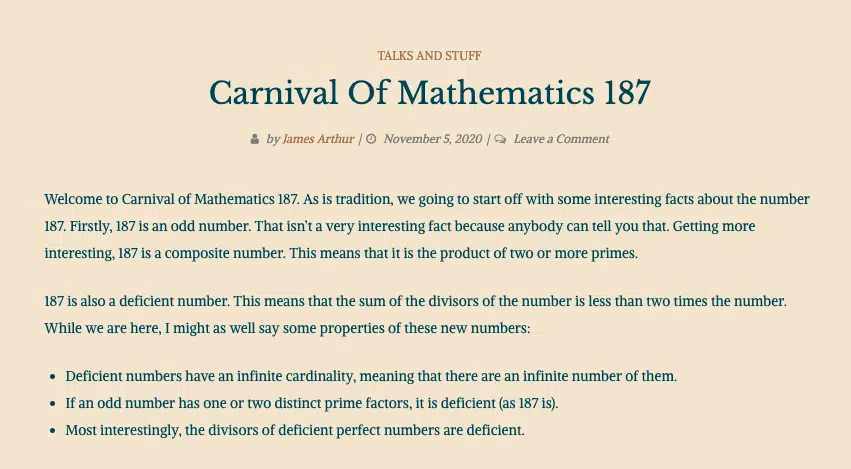 TALKS AND STUFF
Carnival Of Mathematics 187
by James Arthur | November 5, 2020 | Leave a Comment
Welcome to Carnival of Mathematics 187. As is tradition, we going to start off with some interesting facts about the number
187. Firstly, 187 is an odd number. That isn't a very interesting fact because anybody can tell you that. Getting more
interesting, 187 is a composite number. This means that it is the product of two or more primes.
187 is also a deficient number. This means that the sum of the divisors of the number is less than two times the number.
While we are here, I might as well say some properties of these new numbers:
• Deficient numbers have an infinite cardinality, meaning that there are an infinite number of them.
• If an odd number has one or two distinct prime factors, it is deficient (as 187 is).
• Most interestingly, the divisors of deficient perfect numbers are deficient.